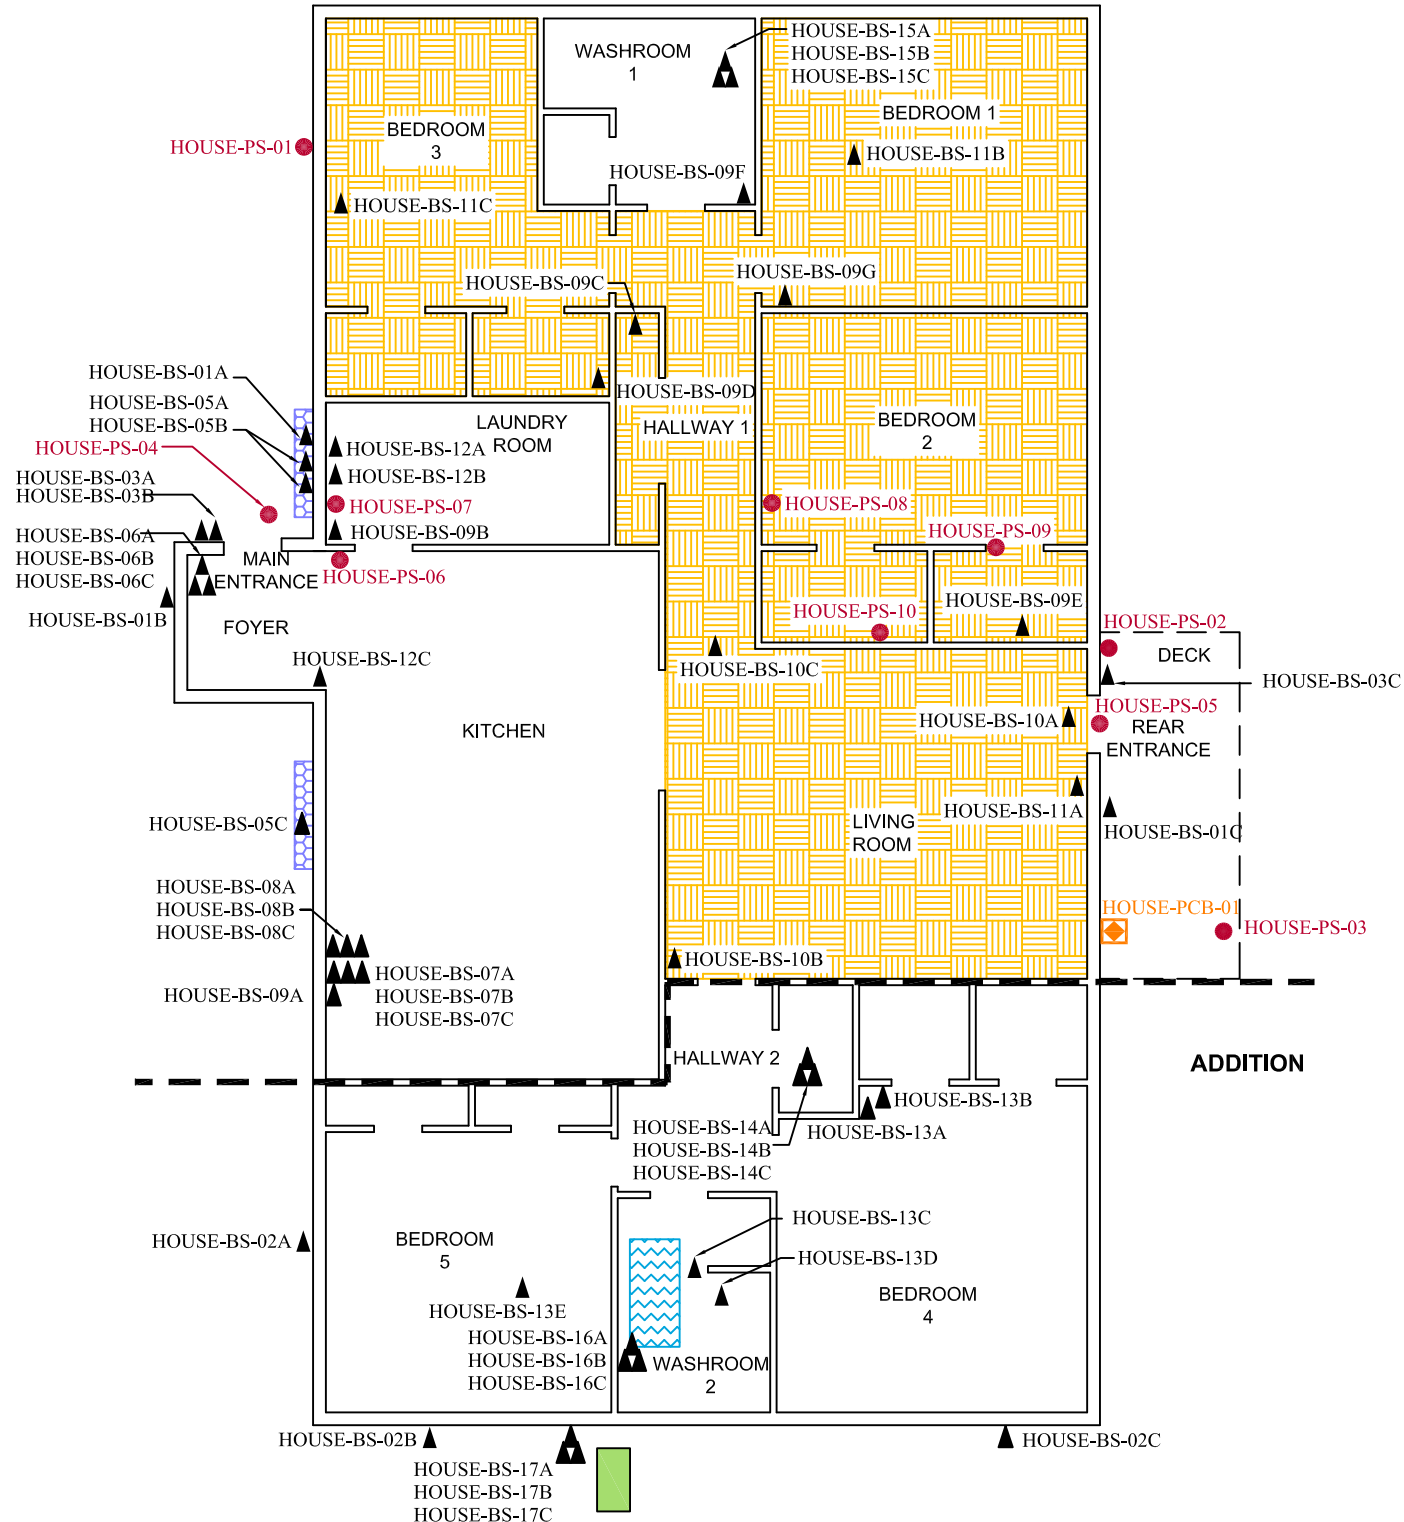 WASHROOM
1
HOUSE-BS-15A
HOUSE-BS-15B
HOUSE-BS-15C
BEDROOM 1
BEDROOM
3
HOUSE-PS-01
HOUSE-BS-11B
HOUSE-BS-09F
HOUSE-BS-11C
HOUSE-BS-09G
HOUSE-BS-09C
HOUSE-BS-01A
HOUSE-BS-05A
HOUSE-BS-05B
HOUSE-PS-04
HOUSE-BS-03A
HOUSE-BS-03B
HOUSE-BS-06A
HOUSE-BS-06B
HOUSE-BS-06C
HOUSE-BS-01B
HOUSE-BS-09D
LAUNDRY
ROOM
HALLWAY 1
BEDROOM
2
HOUSE-BS-12A
HOUSE-BS-12B
HOUSE-PS-07
HOUSE-BS-09B
HOUSE-PS-08
HOUSE-PS-09
MAIN
ENTRANCE
HOUSE-PS-06
FOYER
HOUSE-BS-09E
HOUSE-PS-10
HOUSE-PS-02
DECK
HOUSE-BS-12C
HOUSE-BS-10C
HOUSE-BS-03C
HOUSE-PS-05
HOUSE-BS-10A
REAR
ENTRANCE
KITCHEN
HOUSE-BS-11A
HOUSE-BS-01C
LIVING
ROOM
HOUSE-BS-05C
HOUSE-BS-08A
HOUSE-BS-08B
HOUSE-BS-08C
HOUSE-PCB-01
HOUSE-PS-03
HOUSE-BS-10B
HOUSE-BS-07A
HOUSE-BS-07B
HOUSE-BS-07C
HOUSE-BS-09A
HALLWAY 2
ADDITION
HOUSE-BS-13B
HOUSE-BS-13A
HOUSE-BS-14A
HOUSE-BS-14B
HOUSE-BS-14C
HOUSE-BS-13C
HOUSE-BS-02A
BEDROOM
5
HOUSE-BS-13D
BEDROOM
4
HOUSE-BS-13E
HOUSE-BS-16A
HOUSE-BS-16B
HOUSE-BS-16C
WASHROOM
2
HOUSE-BS-02B
HOUSE-BS-02C
HOUSE-BS-17A
HOUSE-BS-17B
HOUSE-BS-17C